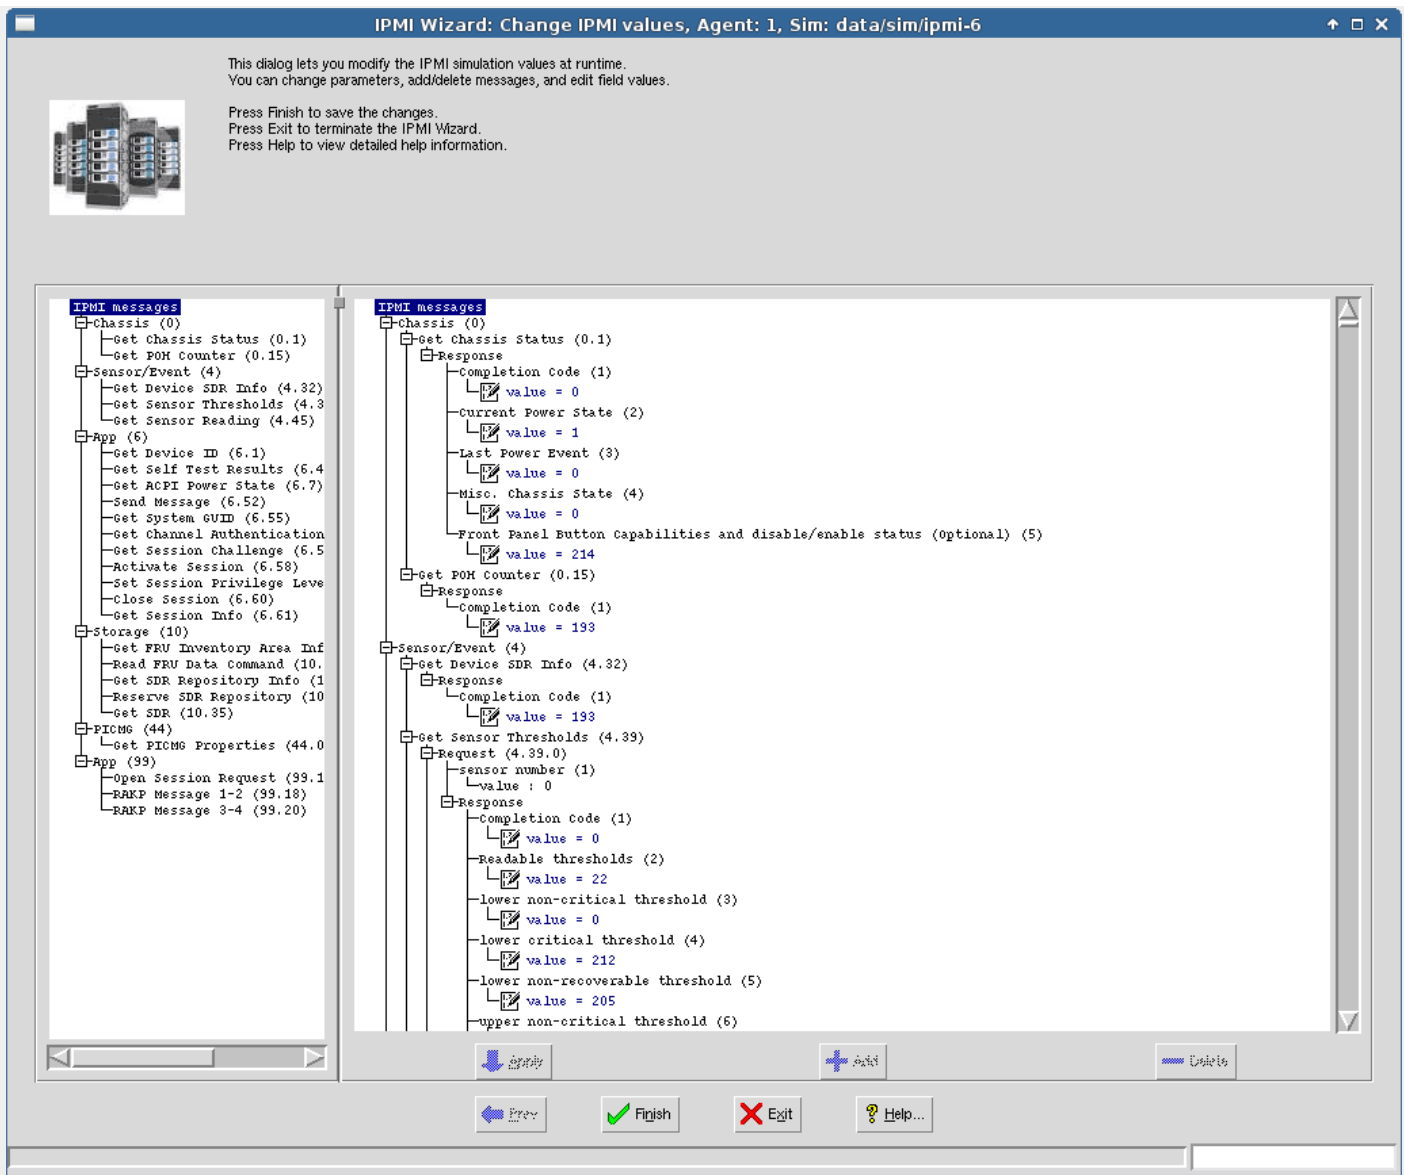 IPMI Wizard: Change IPMI values, Agent: 1, Sim: data/sim/ipmi-6
This dialog lets you modify the IPMI simulation values at runtime.
You can change parameters, add/delete messages, and edit field values.
Press Finish to save the changes.
Press Exit to terminate the IPMI Wizard.
Press Help to view detailed help information.
IPMI messages
Chassis (0)
Get Chassis Status (0.1)
Get POH Counter (0.15)
Sensor/Event (4)
Get Device SDR Info (4.32)
Get Sensor Thresholds (4.3
Get Sensor Reading (4.45)
App (6)
Get Device ID (6.1)
Get Self Test Results (6.4
Get ACPI Power State (6.7)
Send Message (6.52)
Get System GUID (6.55)
Get Channel Authentication
Get Session Challenge (6.5
Activate Session (6.58)
Set Session Privilege Leve
Close Session (6.60)
Get Session Info (6.61)
Storage (10)
Get FRU Inventory Area Inf
Read FRU Data Command (10.
Get SDR Repository Info (1
Reserve SDR Repository (10
Get SDR (10.35)
PICMG (44)
Get PICMG Properties (44.0
App (99)
Open Session Request (99.1
RAKP Message 1-2 (99.18)
RAKP Message 3-4 (99.20)
IPMI messages
Chassis (0)
Get Chassis Status (0.1)
Response
Completion Code (1)
value = 0
Current Power State (2)
value = 1
Last Power Event (3)
value = 0
Misc. Chassis State (4)
value = 0
Front Panel Button Capabilities and disable/enable status (Optional) (5)
value = 214
Get POH Counter (0.15)
Response
Completion Code (1)
value = 193
Sensor/Event (4)
Get Device SDR Info (4.32)
Response
Completion Code (1)
value = 193
Get Sensor Thresholds (4.39)
Request (4.39.0)
sensor number (1)
value : 0
Response
Completion Code (1)
value = 0
Readable thresholds (2)
value = 22
lower non-critical threshold (3)
value = 0
lower critical threshold (4)
value = 212
lower non-recoverable threshold (5)
value = 205
upper non-critical threshold (6)
Apply
Add
Delete
Prev
Finish
Exit
Help...